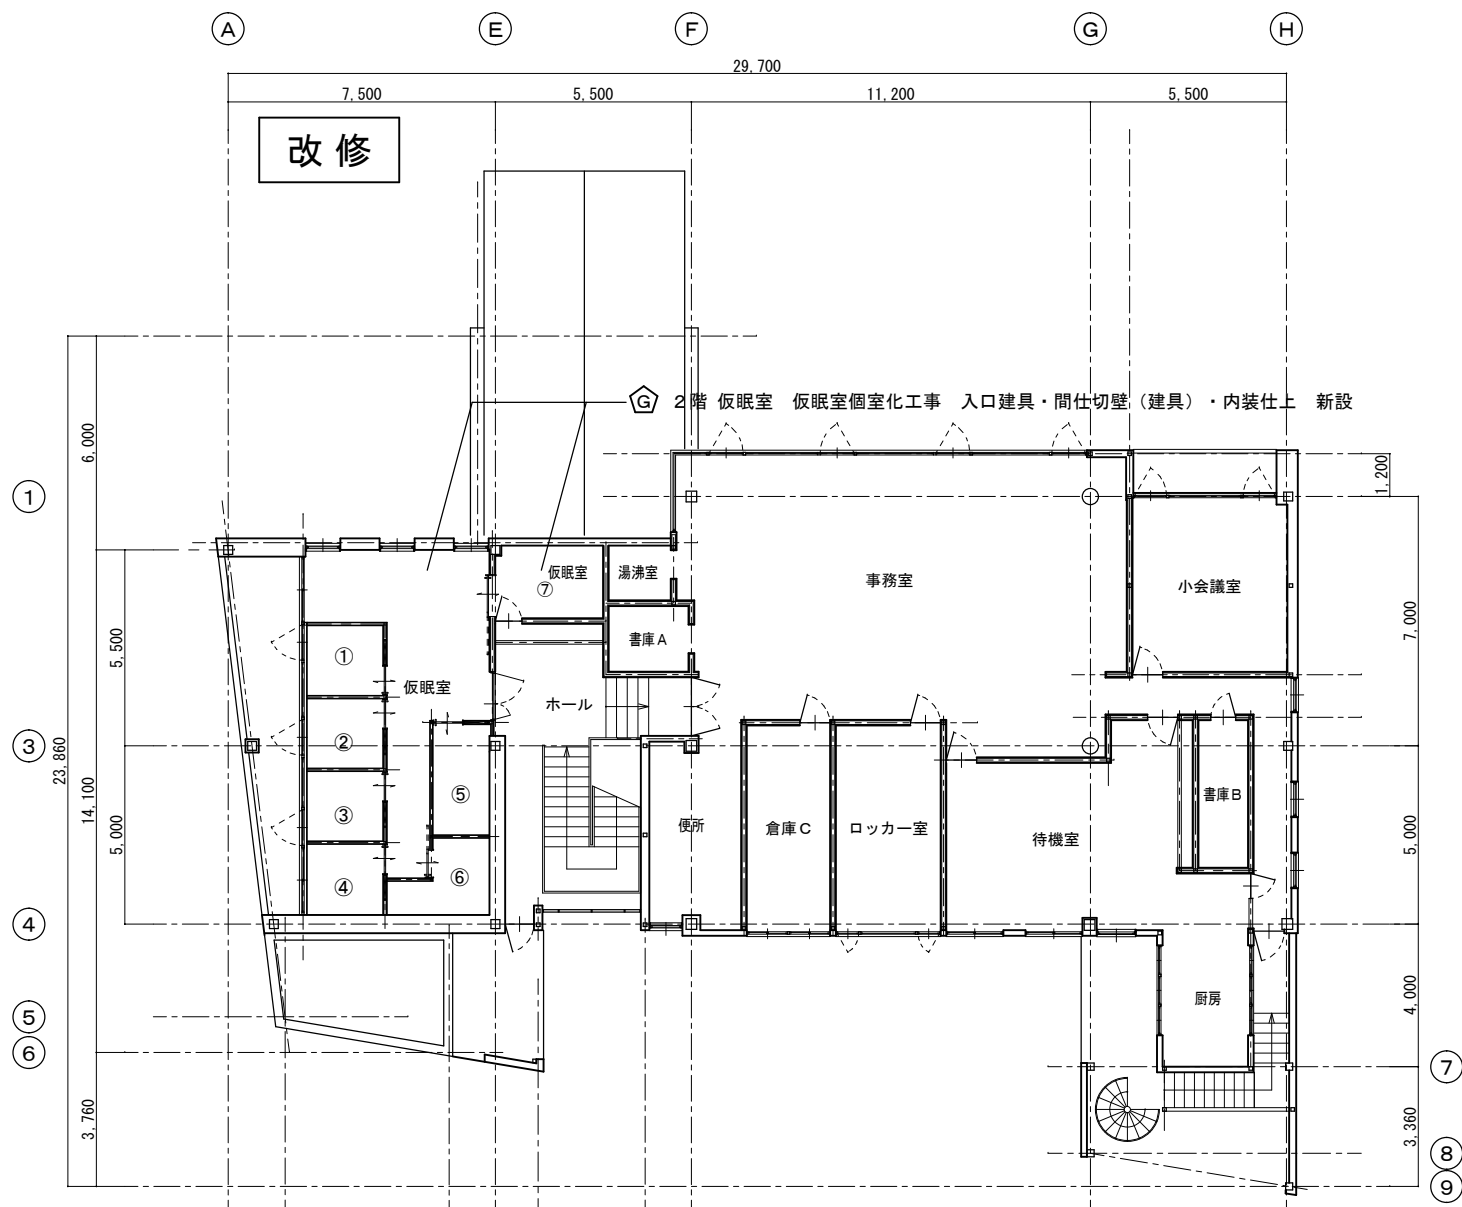 A E F G H
29,700
7,500 5,500 11,200 5,500
改修
G 2階 仮眠室 仮眠室個室化工事 入口建具・間仕切壁（建具）・内装仕上 新設
6,000
1,200
①
仮眠室
⑦
湯沸室
事務室
小会議室
7,000
5,500
書庫A
①
仮眠室
ホール
②
③
23,860
14,100
5,000
⑤
書庫B
③
便所
倉庫C
ロッカー室
待機室
5,000
④
⑥
④
厨房
4,000
⑤
⑥
⑦
3,760
3,360
⑧
⑨